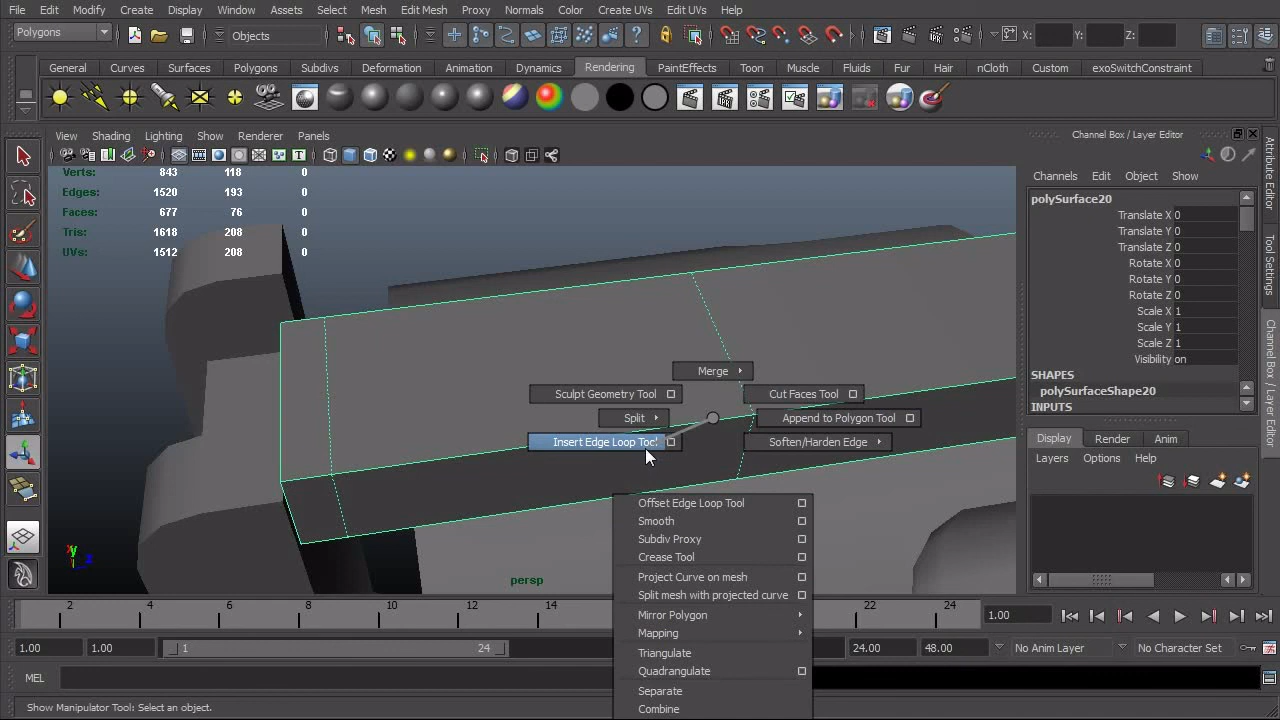 File Edit Modify Create Display Window Assets Select Mesh Edit Mesh Proxy Normals Color Create UVs Edit UVs Help
Polygons Objects X: Y: Z:
General Curves Surfaces Polygons Subdivs Deformation Animation Dynamics Rendering PaintEffects Toon Muscle Fluids Fur Hair nCloth Custom exoSwitchConstraint
View Shading Lighting Show Renderer Panels
Verts: 843 118 0
Edges: 1520 193 0
Faces: 677 76 0
Tris: 1618 208 0
UVs: 1512 208 0
Merge
Sculpt Geometry Tool Cut Faces Tool
Split Append to Polygon Tool
Insert Edge Loop Tool Soften/Harden Edge
Offset Edge Loop Tool
Smooth
Subdiv Proxy
Crease Tool
Project Curve on mesh
Split mesh with projected curve
Mirror Polygon
Mapping
Triangulate
Quadrangulate
Separate
Combine
y
z
persp
Channel Box / Layer Editor
Channels Edit Object Show
polySurface20
Translate X 0
Translate Y 0
Translate Z 0
Rotate X 0
Rotate Y 0
Rotate Z 0
Scale X 1
Scale Y 1
Scale Z 1
Visibility on
SHAPES
polySurfaceShape20
INPUTS
Display Render Anim
Layers Options Help
Attribute Editor
Tool Settings
Channel Box / Layer Editor
2 4 6 8 10 12 14 22 24 1.00
1.00 1.00 1 24 24.00 48.00 No Anim Layer No Character Set
MEL
Show Manipulator Tool: Select an object.